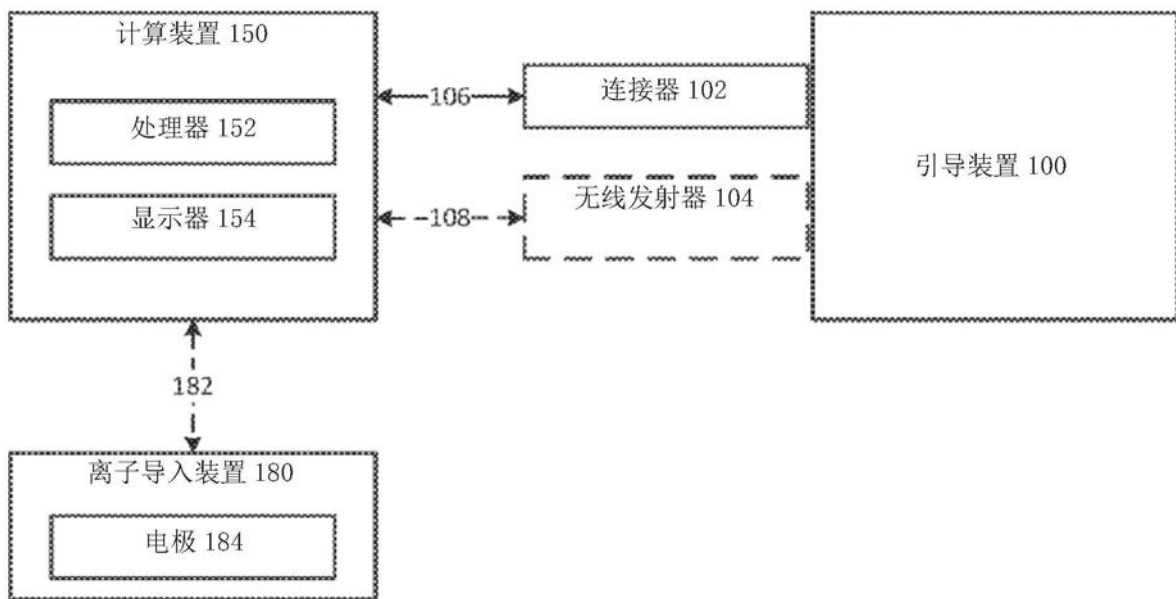 计算装置 150
处理器 152
显示器 154
106
108
连接器 102
无线发射器 104
引导装置 100
182
离子导入装置 180
电极 184